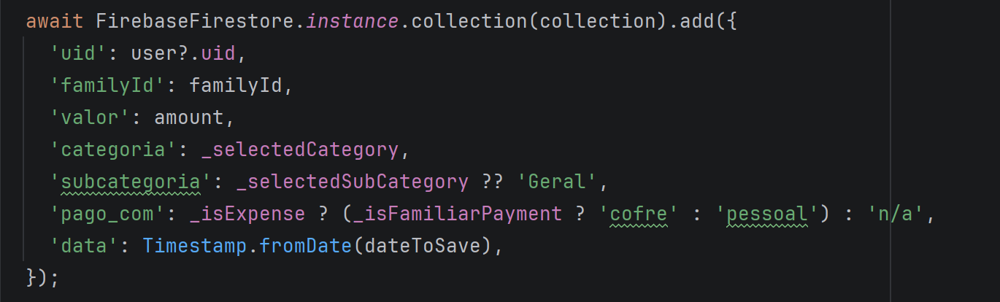 await FirebaseFirestore.instance.collection(collection).add({
'uid': user?.uid,
'familyId': familyId,
'valor': amount,
'categoria': _selectedCategory,
'subcategoria': _selectedSubCategory ?? 'Geral',
'pago_com': _isExpense ? (_isFamiliarPayment ? 'cofre' : 'pessoal') : 'n/a',
'data': Timestamp.fromDate(dateToSave),
});